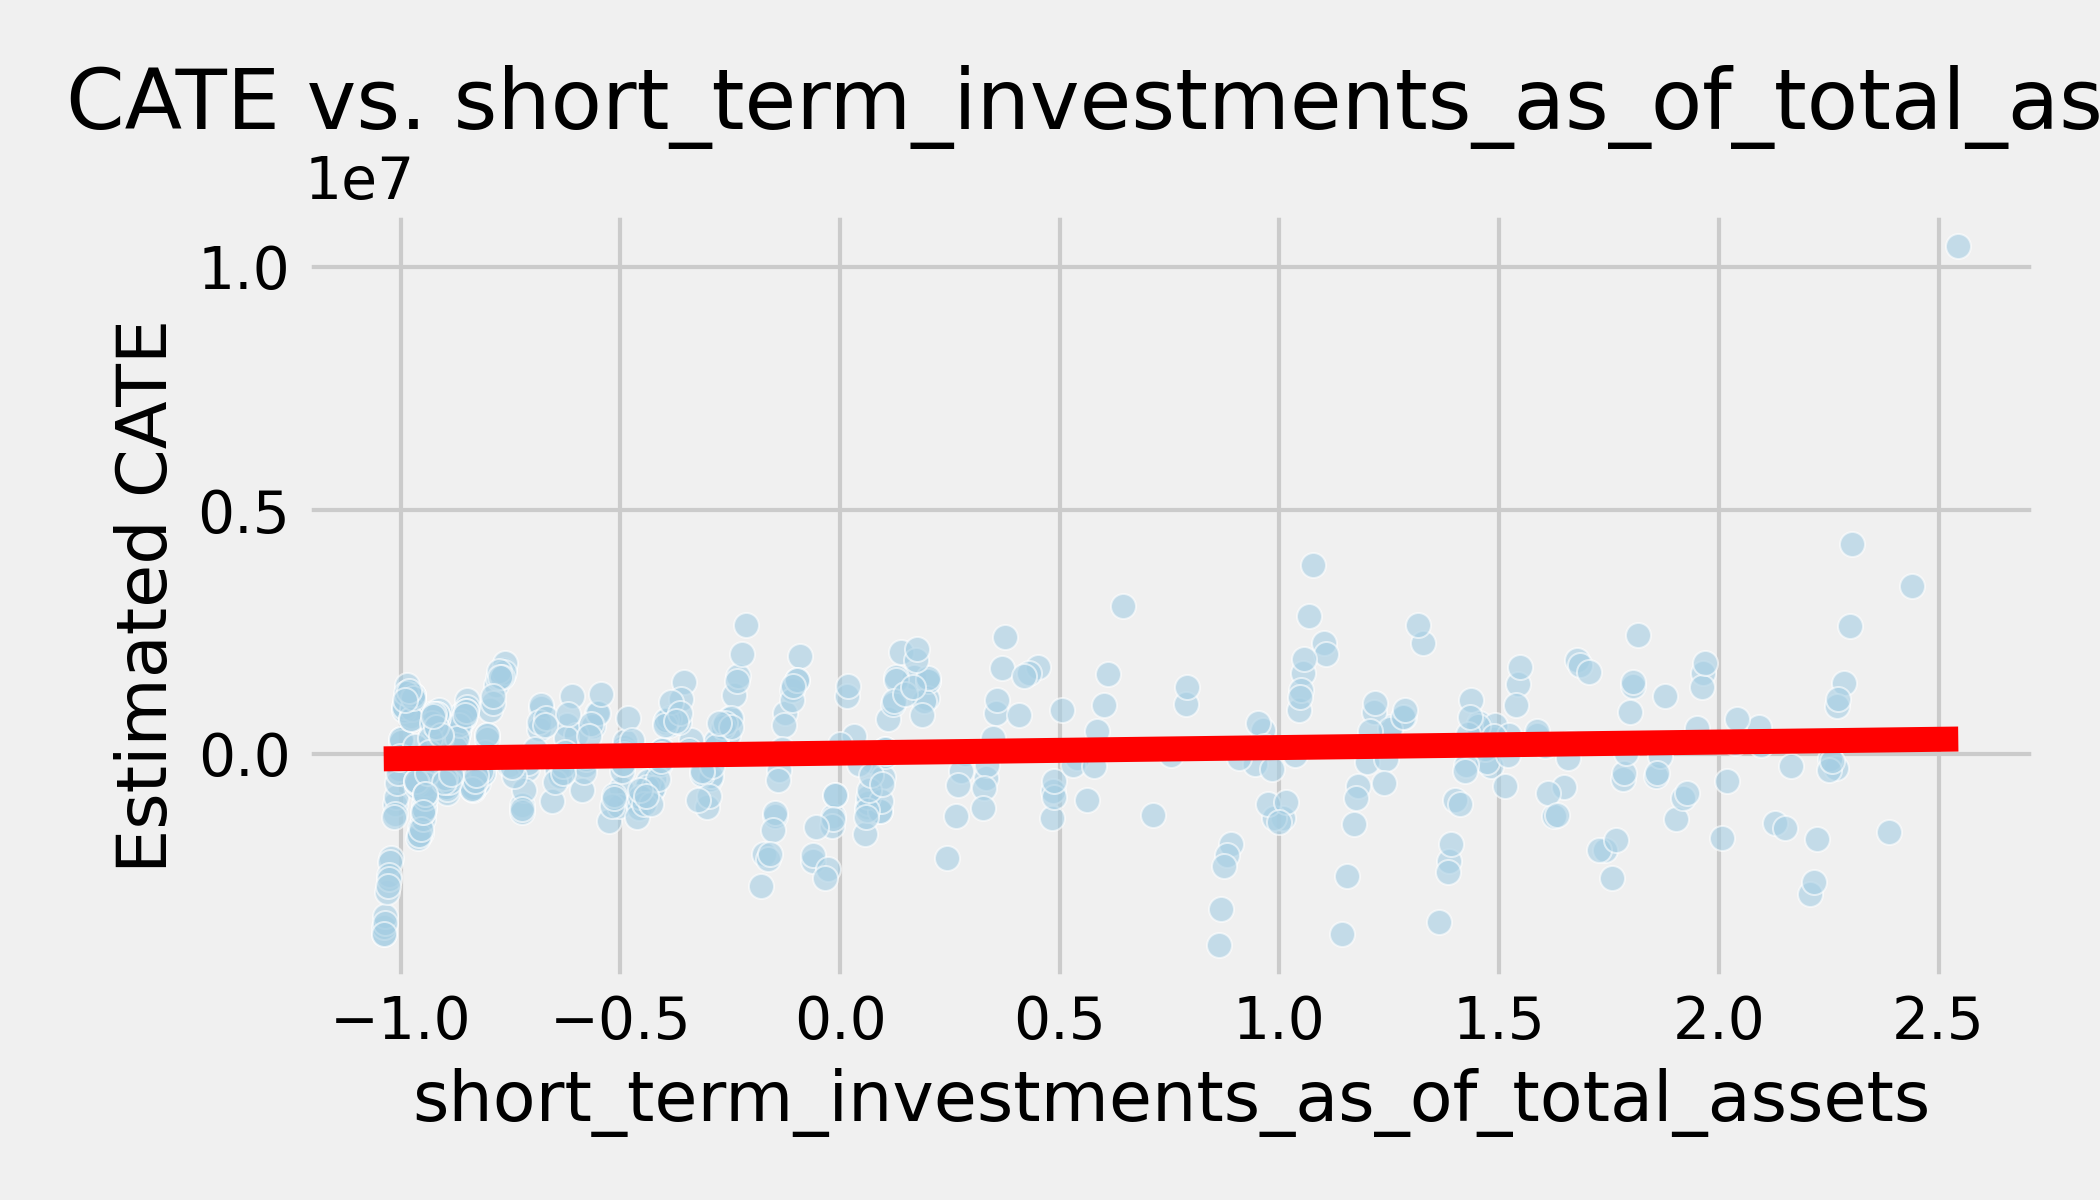 CATE vs. short_term_investments_as_of_total_as
1e7
1.0
0.5
0.0
Estimated CATE
−1.0 −0.5 0.0 0.5 1.0 1.5 2.0 2.5
short_term_investments_as_of_total_assets